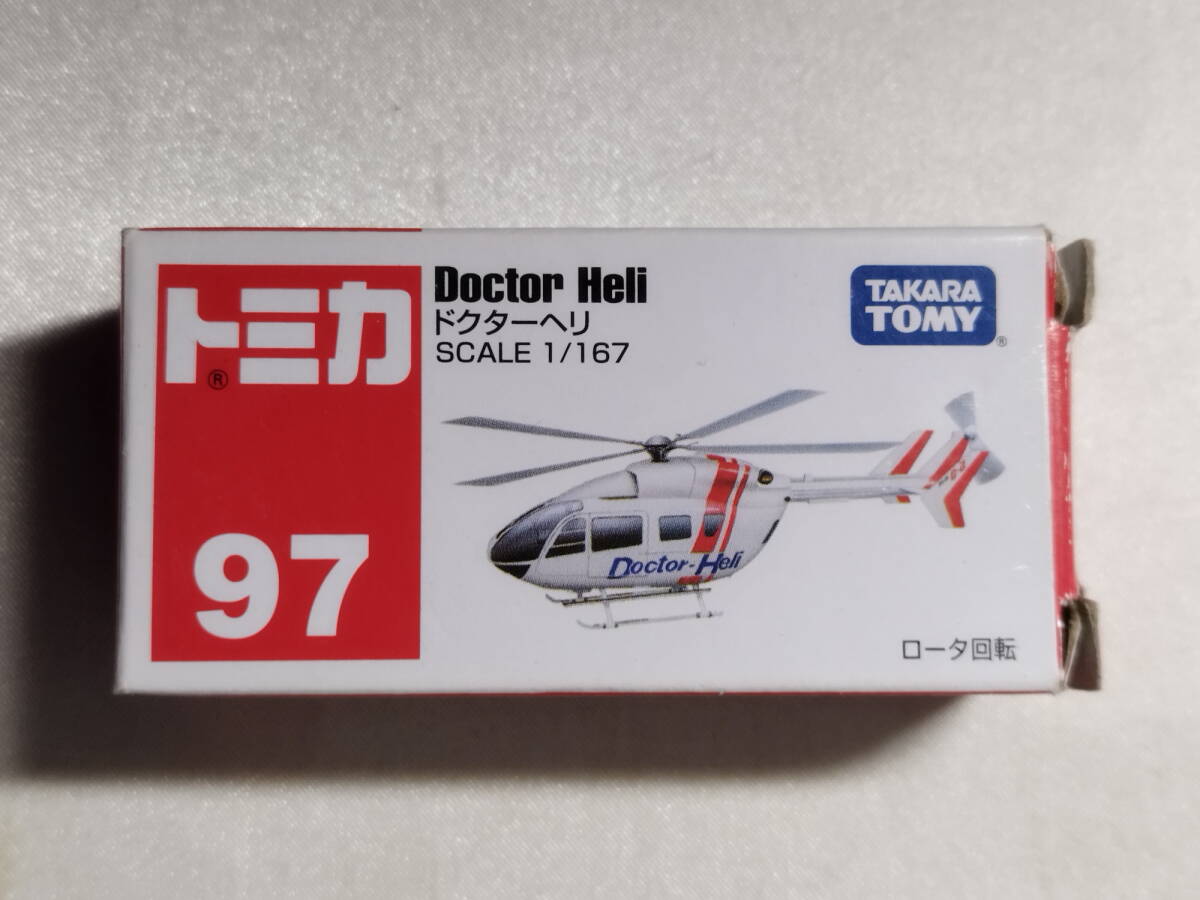 トミカ
®
97
Doctor Heli
ドクターヘリ
SCALE 1/167
TAKARA
TOMY
®
Doctor-Heli
ロータ回転